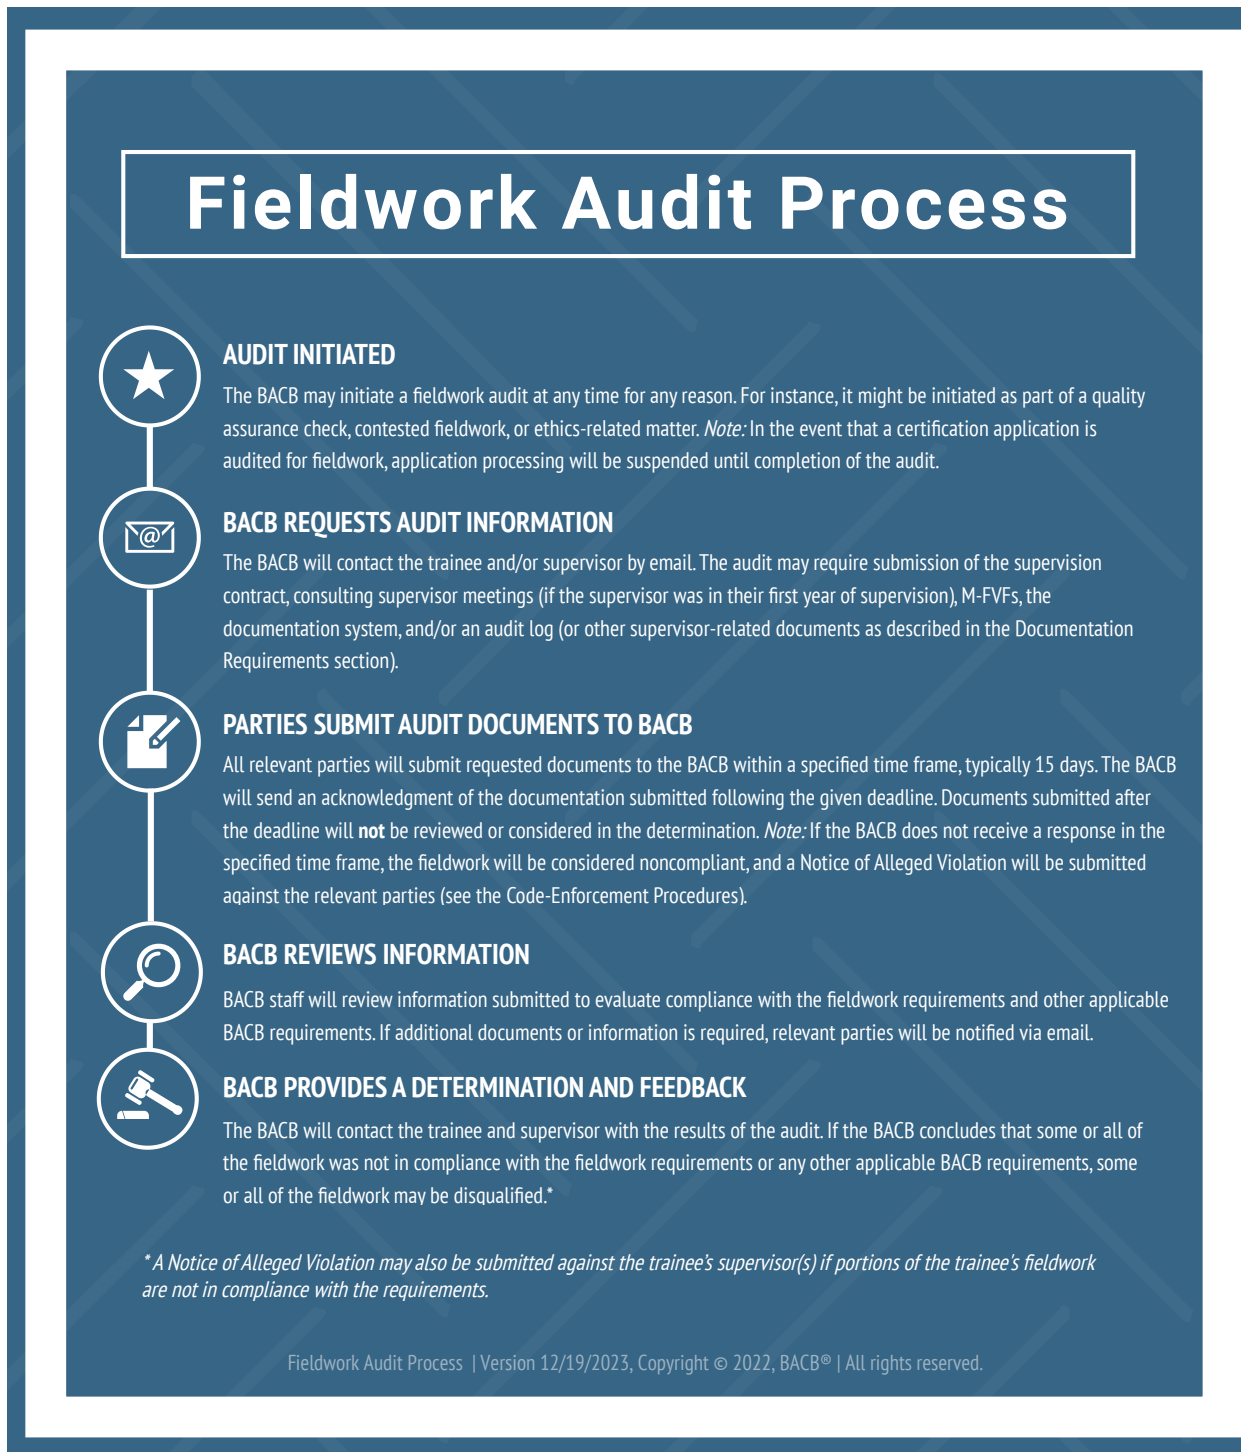 Fieldwork Audit Process
AUDIT INITIATED
The BACB may initiate a fieldwork audit at any time for any reason. For instance, it might be initiated as part of a quality
assurance check, contested fieldwork, or ethics-related matter. Note: In the event that a certification application is
audited for fieldwork, application processing will be suspended until completion of the audit.
@
BACB REQUESTS AUDIT INFORMATION
The BACB will contact the trainee and/or supervisor by email. The audit may require submission of the supervision
contract, consulting supervisor meetings (if the supervisor was in their first year of supervision), M-FVFs, the
documentation system, and/or an audit log (or other supervisor-related documents as described in the Documentation
Requirements section).
PARTIES SUBMIT AUDIT DOCUMENTS TO BACB
All relevant parties will submit requested documents to the BACB within a specified time frame, typically 15 days. The BACB
will send an acknowledgment of the documentation submitted following the given deadline. Documents submitted after
the deadline will not be reviewed or considered in the determination. Note: If the BACB does not receive a response in the
specified time frame, the fieldwork will be considered noncompliant, and a Notice of Alleged Violation will be submitted
against the relevant parties (see the Code-Enforcement Procedures).
BACB REVIEWS INFORMATION
BACB staff will review information submitted to evaluate compliance with the fieldwork requirements and other applicable
BACB requirements. If additional documents or information is required, relevant parties will be notified via email.
BACB PROVIDES A DETERMINATION AND FEEDBACK
The BACB will contact the trainee and supervisor with the results of the audit. If the BACB concludes that some or all of
the fieldwork was not in compliance with the fieldwork requirements or any other applicable BACB requirements, some
or all of the fieldwork may be disqualified.*
* A Notice of Alleged Violation may also be submitted against the trainee’s supervisor(s) if portions of the trainee's fieldwork
are not in compliance with the requirements.
Fieldwork Audit Process | Version 12/19/2023, Copyright © 2022, BACB® | All rights reserved.